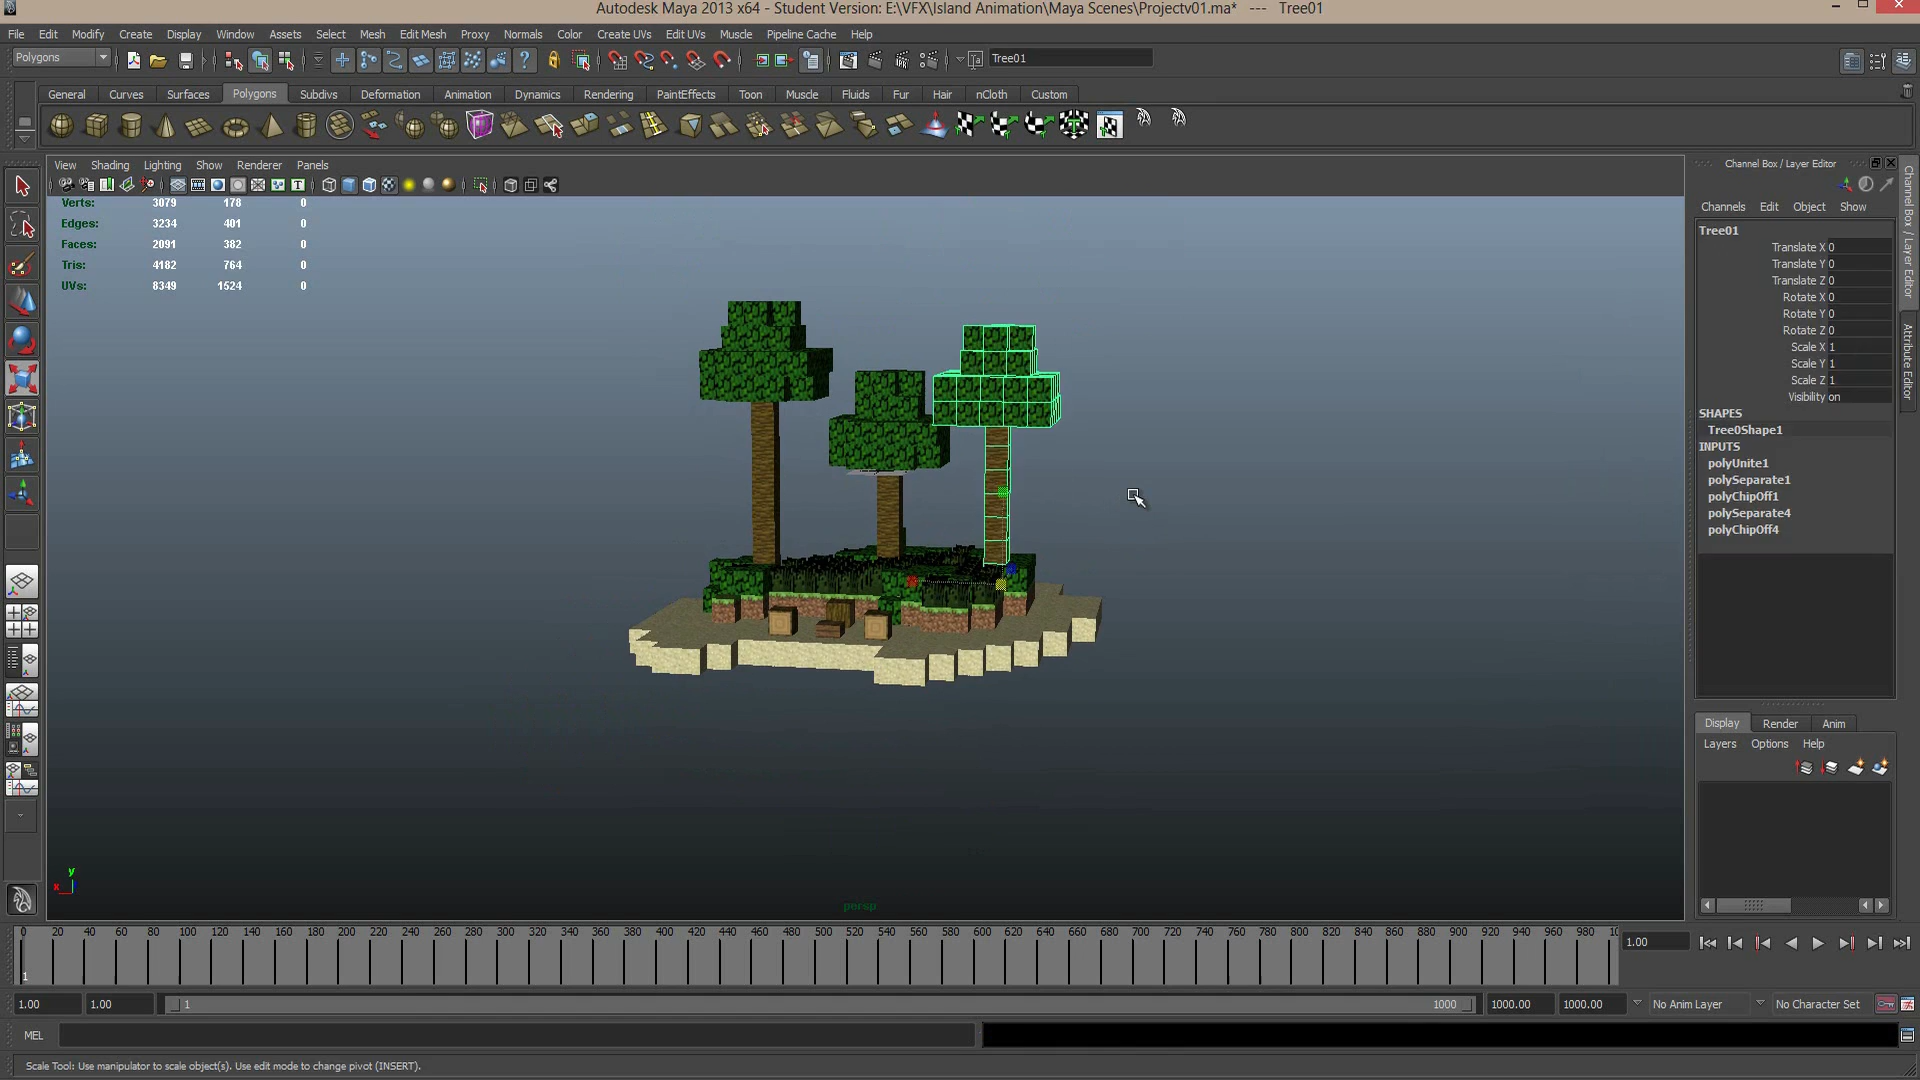 Autodesk Maya 2013 x64 - Student Version: E:\VFX\Island Animation\Maya Scenes\Projectv01.ma*   ---   Tree01
File Edit Modify Create Display Window Assets Select Mesh Edit Mesh Proxy Normals Color Create UVs Edit UVs Muscle Pipeline Cache Help
Polygons Tree01
General Curves Surfaces Polygons Subdivs Deformation Animation Dynamics Rendering PaintEffects Toon Muscle Fluids Fur Hair nCloth Custom
View Shading Lighting Show Renderer Panels
Verts: 3079 178 0
Edges: 3234 401 0
Faces: 2091 382 0
Tris: 4182 764 0
UVs: 8349 1524 0
y
x
persp
Channel Box / Layer Editor
Channels Edit Object Show
Tree01
Translate X 0
Translate Y 0
Translate Z 0
Rotate X 0
Rotate Y 0
Rotate Z 0
Scale X 1
Scale Y 1
Scale Z 1
Visibility on
SHAPES
Tree0Shape1
INPUTS
polyUnite1
polySeparate1
polyChipOff1
polySeparate4
polyChipOff4
Display Render Anim
Layers Options Help
Channel Box / Layer Editor
Attribute Editor
0 20 40 60 80 100 120 140 160 180 200 220 240 260 280 300 320 340 360 380 400 420 440 460 480 500 520 540 560 580 600 620 640 660 680 700 720 740 760 780 800 820 840 860 880 900 920 940 960 980 10
1
1.00
1.00 1.00 1 1000 1000.00 1000.00 No Anim Layer No Character Set
MEL
Scale Tool: Use manipulator to scale object(s). Use edit mode to change pivot (INSERT).